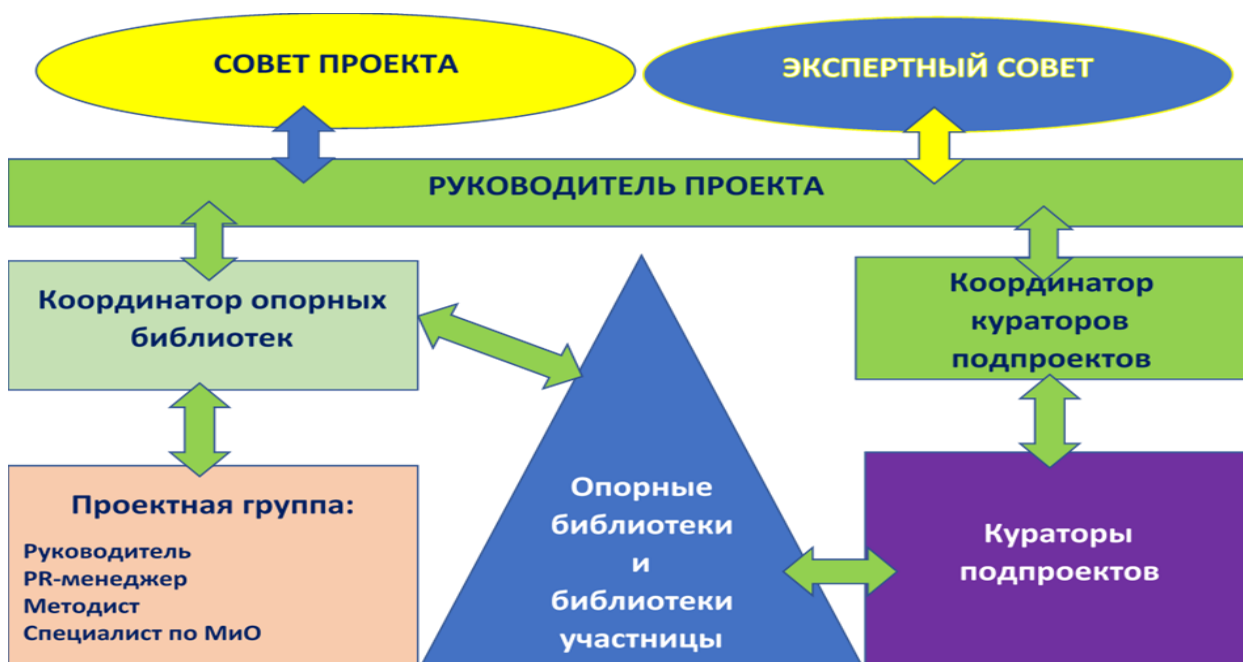 СОВЕТ ПРОЕКТА
ЭКСПЕРТНЫЙ СОВЕТ
РУКОВОДИТЕЛЬ ПРОЕКТА
Координатор опорных
библиотек
Координатор
кураторов
подпроектов
Проектная группа:
Руководитель
PR-менеджер
Методист
Специалист по МиО
Опорные
библиотеки
и
библиотеки
участницы
Кураторы
подпроектов